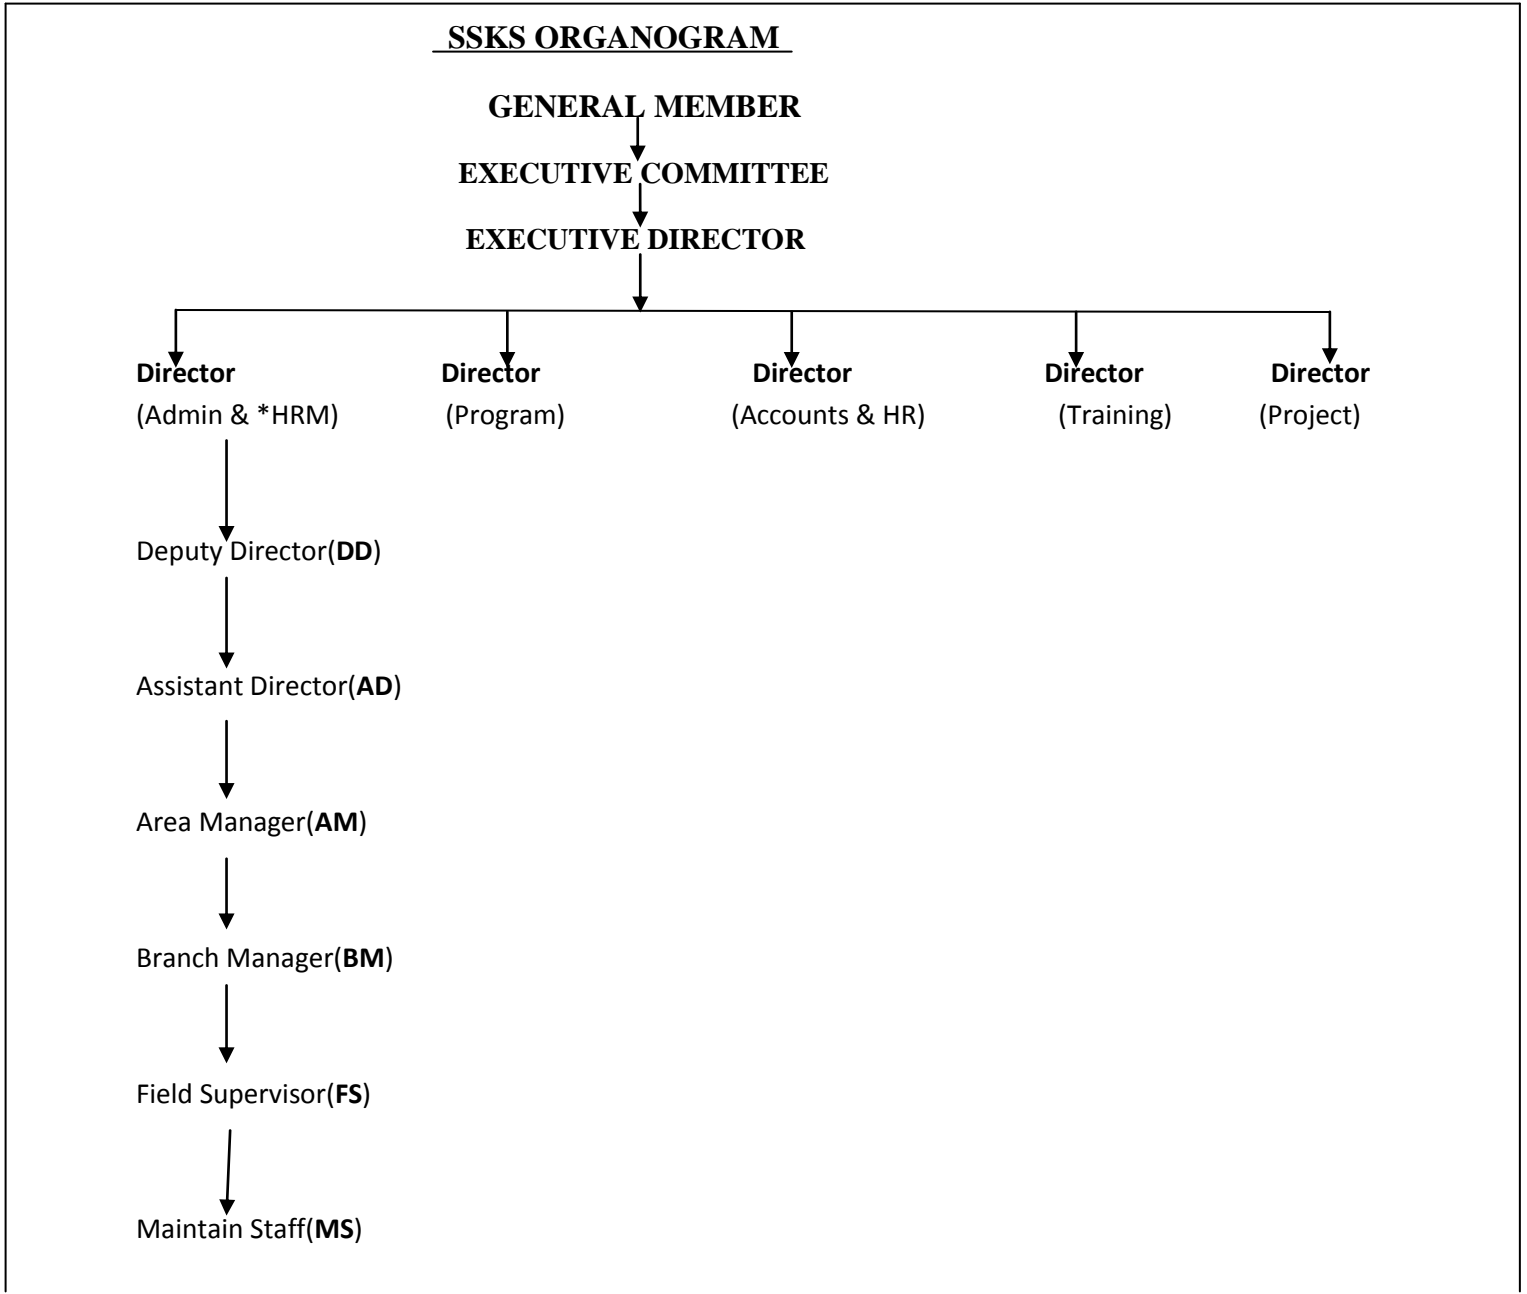 SSKS ORGANOGRAM
GENERAL MEMBER
EXECUTIVE COMMITTEE
EXECUTIVE DIRECTOR
Director Director Director Director Director
(Admin & *HRM) (Program) (Accounts & HR) (Training) (Project)
Deputy Director(DD)
Assistant Director(AD)
Area Manager(AM)
Branch Manager(BM)
Field Supervisor(FS)
Maintain Staff(MS)